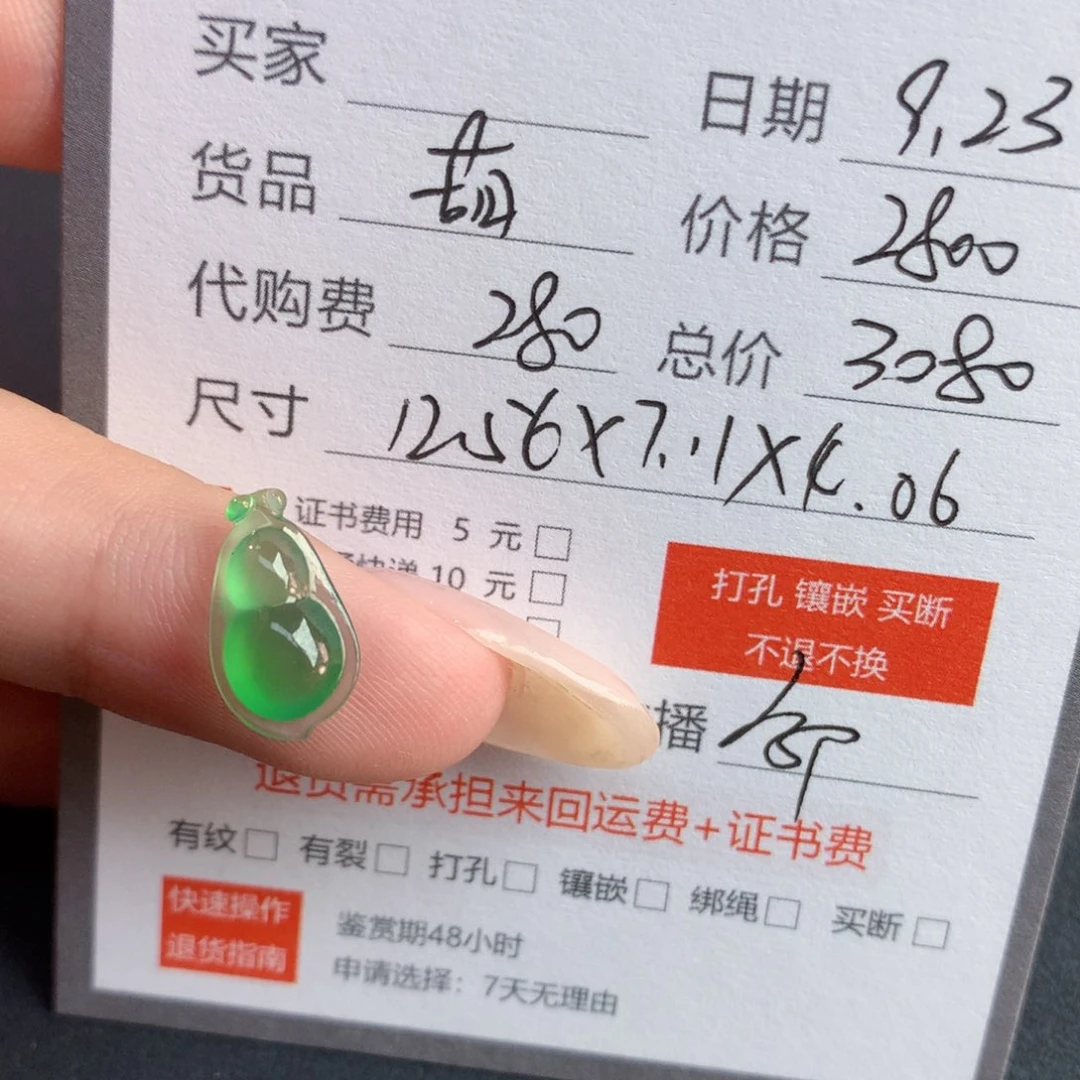 买家
日期 9.23
货品 葫
价格 2800
代购费 280
总价 3080
尺寸 12.56X7.11X4.06
证书费用 5 元
快递 10 元
打孔 镶嵌 买断
不退不换
播
退货需承担来回运费+证书费
有纹 有裂 打孔 镶嵌 绑绳 买断
快速操作
退货指南
鉴赏期48小时
申请选择：7天无理由